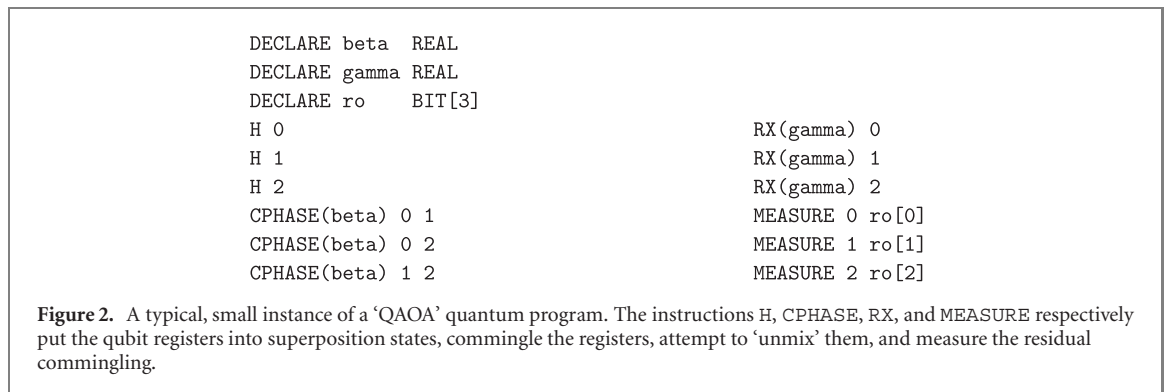 DECLARE beta  REAL
DECLARE gamma REAL
DECLARE ro    BIT[3]
H 0
H 1
H 2
CPHASE(beta) 0 1
CPHASE(beta) 0 2
CPHASE(beta) 1 2
RX(gamma) 0
RX(gamma) 1
RX(gamma) 2
MEASURE 0 ro[0]
MEASURE 1 ro[1]
MEASURE 2 ro[2]
Figure 2. A typical, small instance of a ‘QAOA’ quantum program. The instructions H, CPHASE, RX, and MEASURE respectively
put the qubit registers into superposition states, commingle the registers, attempt to ‘unmix’ them, and measure the residual
commingling.